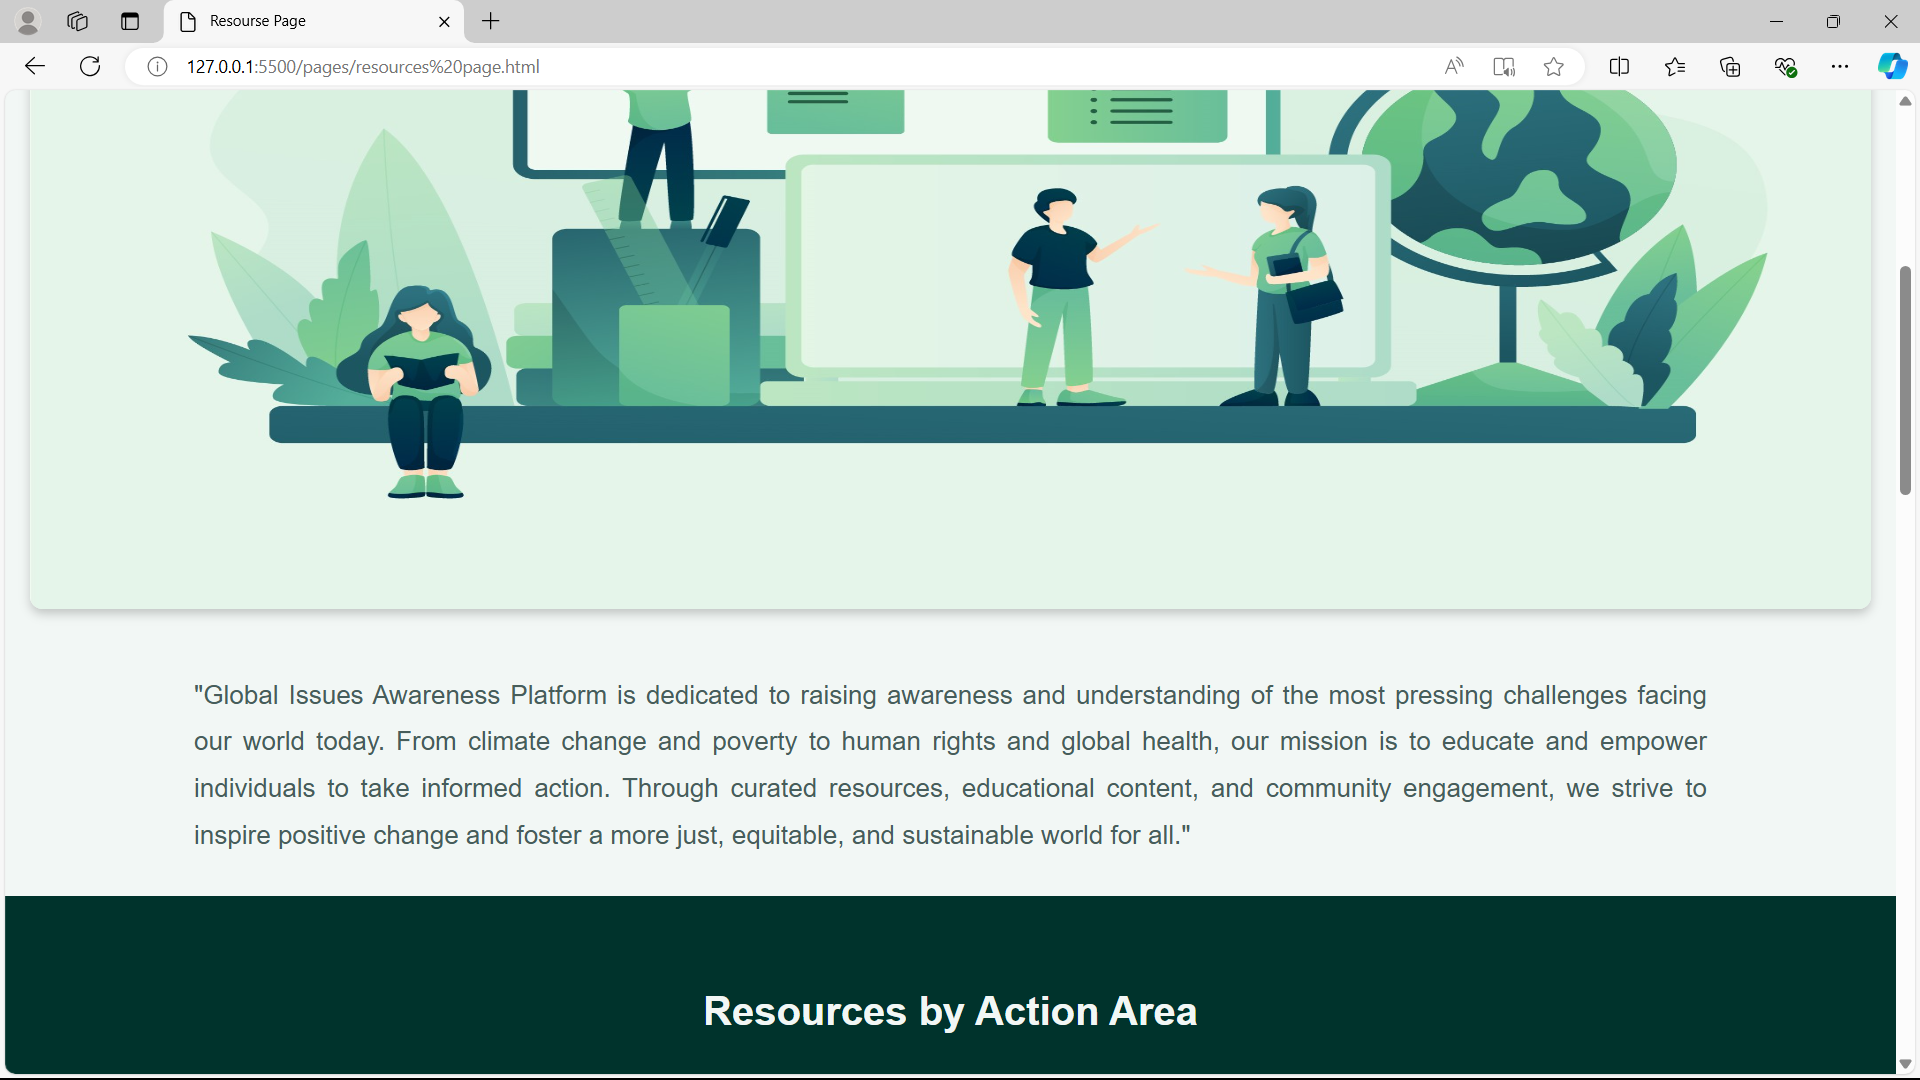 Resourse Page
127.0.0.1:5500/pages/resources%20page.html
"Global Issues Awareness Platform is dedicated to raising awareness and understanding of the most pressing challenges facing
our world today. From climate change and poverty to human rights and global health, our mission is to educate and empower
individuals to take informed action. Through curated resources, educational content, and community engagement, we strive to
inspire positive change and foster a more just, equitable, and sustainable world for all."
Resources by Action Area